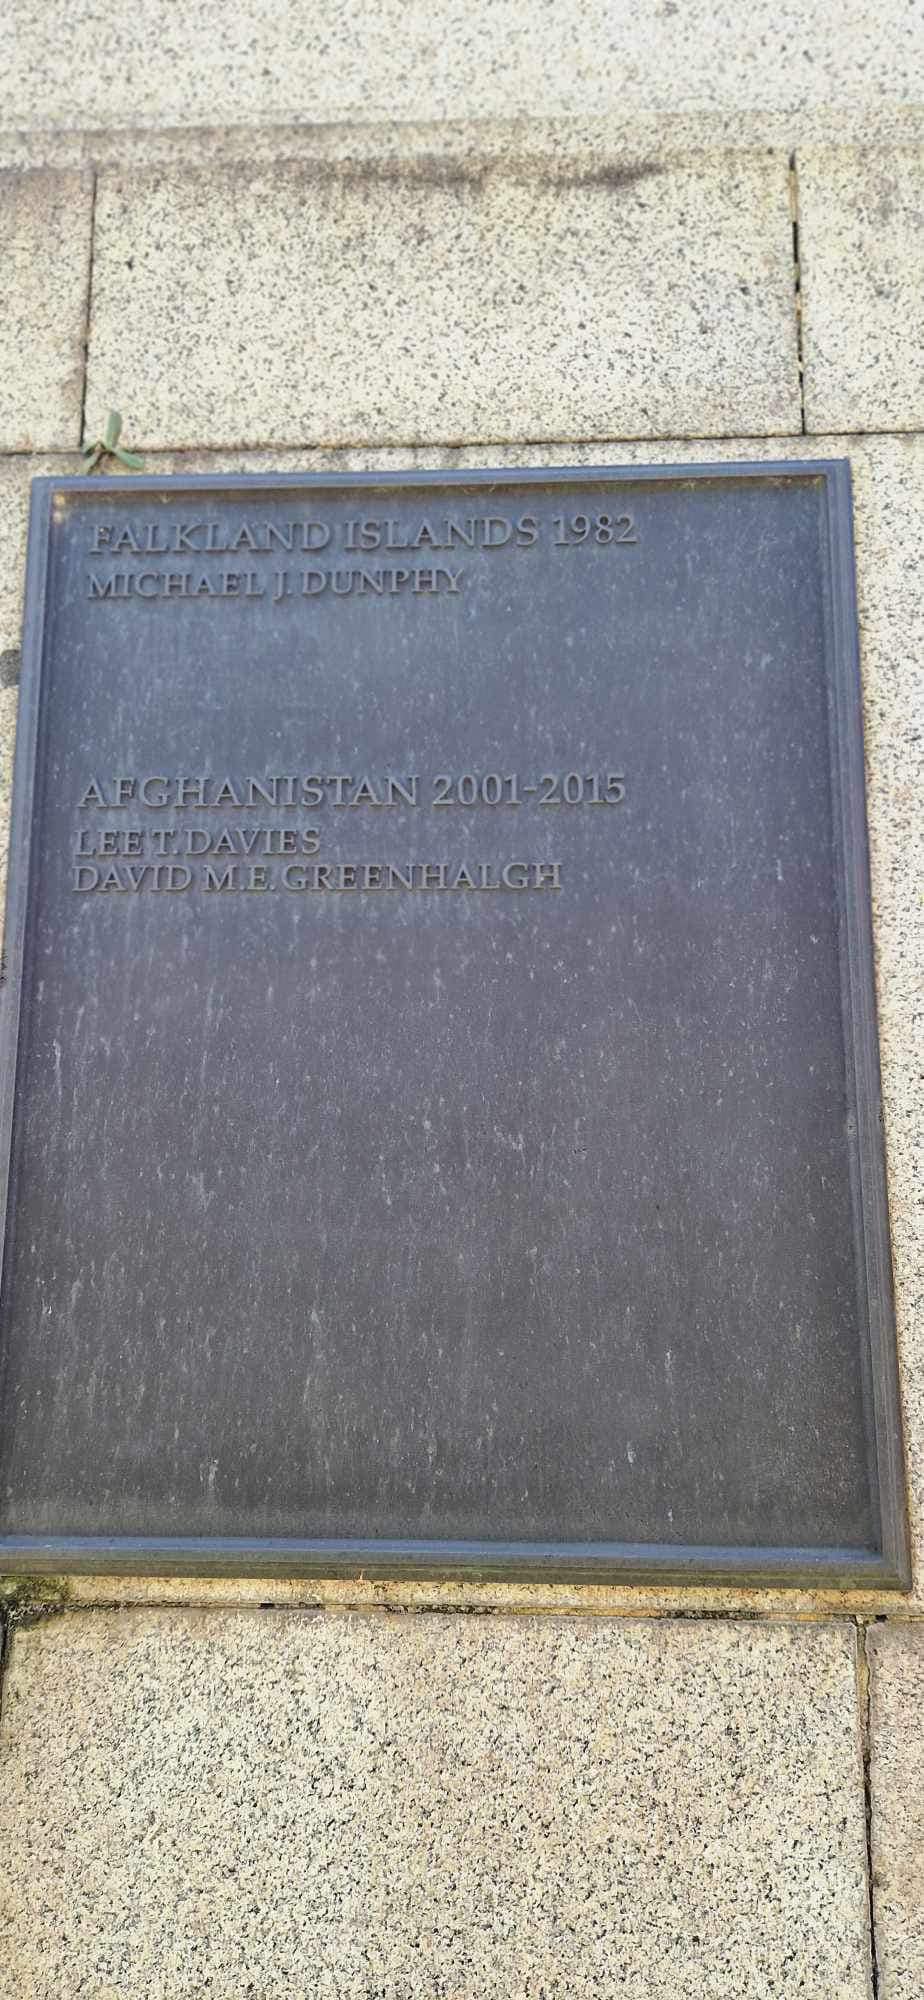 FALKLAND ISLANDS 1982
MICHAEL J. DUNPHY
AFGHANISTAN 2001-2015
LEE T. DAVIES
DAVID M.E. GREENHALGH